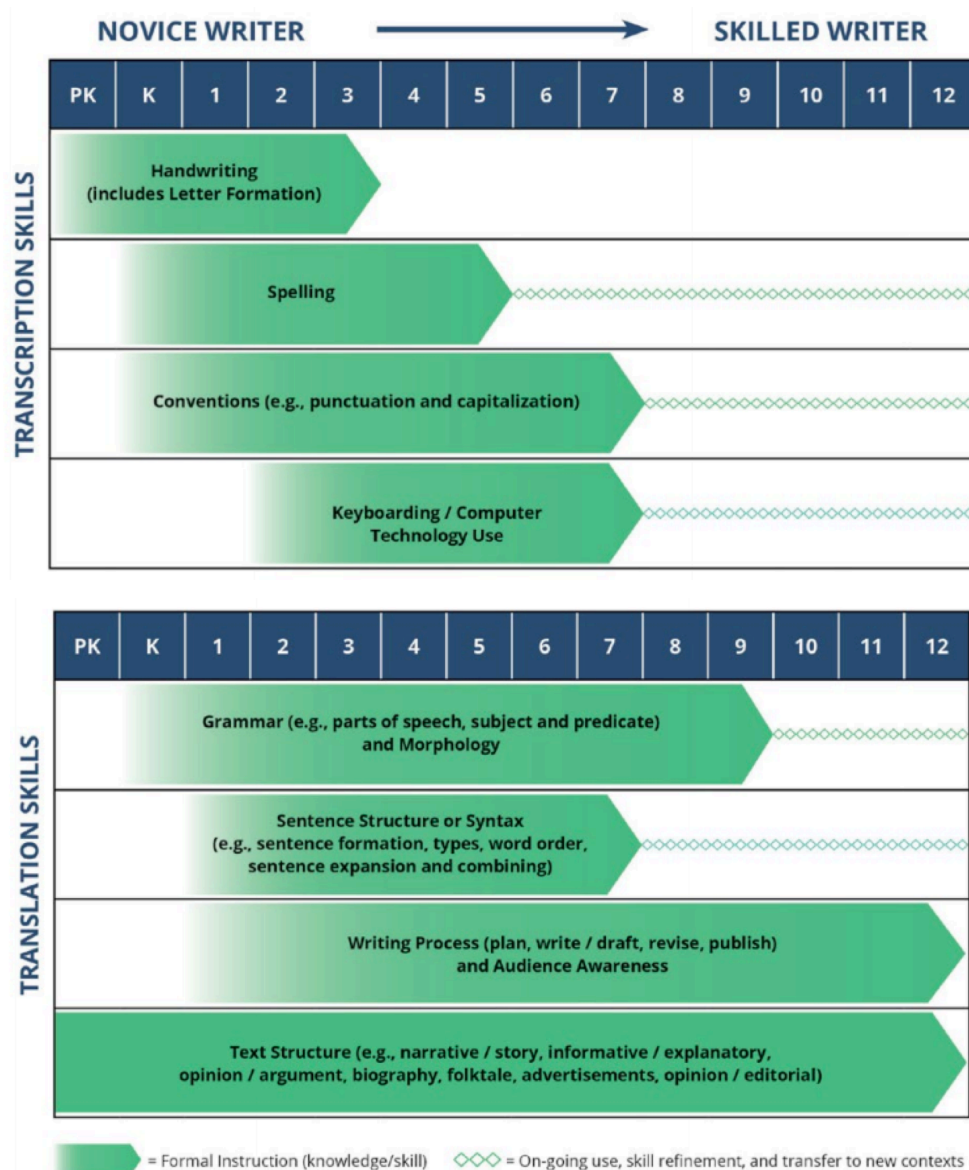 NOVICE WRITER
SKILLED WRITER
PK K 1 2 3 4 5 6 7 8 9 10 11 12
TRANSCRIPTION SKILLS
Handwriting
(includes Letter Formation)
Spelling
Conventions (e.g., punctuation and capitalization)
Keyboarding / Computer
Technology Use
PK K 1 2 3 4 5 6 7 8 9 10 11 12
TRANSLATION SKILLS
Grammar (e.g., parts of speech, subject and predicate)
and Morphology
Sentence Structure or Syntax
(e.g., sentence formation, types, word order,
sentence expansion and combining)
Writing Process (plan, write / draft, revise, publish)
and Audience Awareness
Text Structure (e.g., narrative / story, informative / explanatory,
opinion / argument, biography, folktale, advertisements, opinion / editorial)
= Formal Instruction (knowledge/skill)
= On-going use, skill refinement, and transfer to new contexts